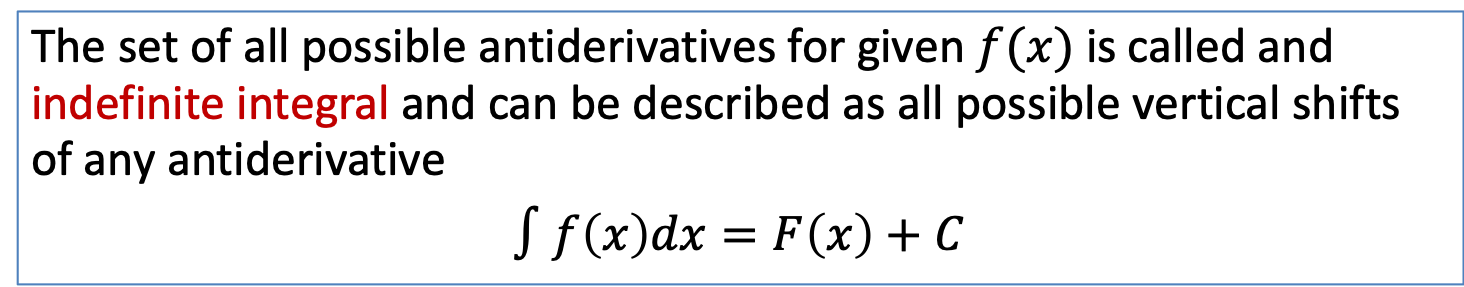 The set of all possible antiderivatives for given f(x) is called and
indefinite integral and can be described as all possible vertical shifts
of any antiderivative
∫ f(x)dx = F(x) + C